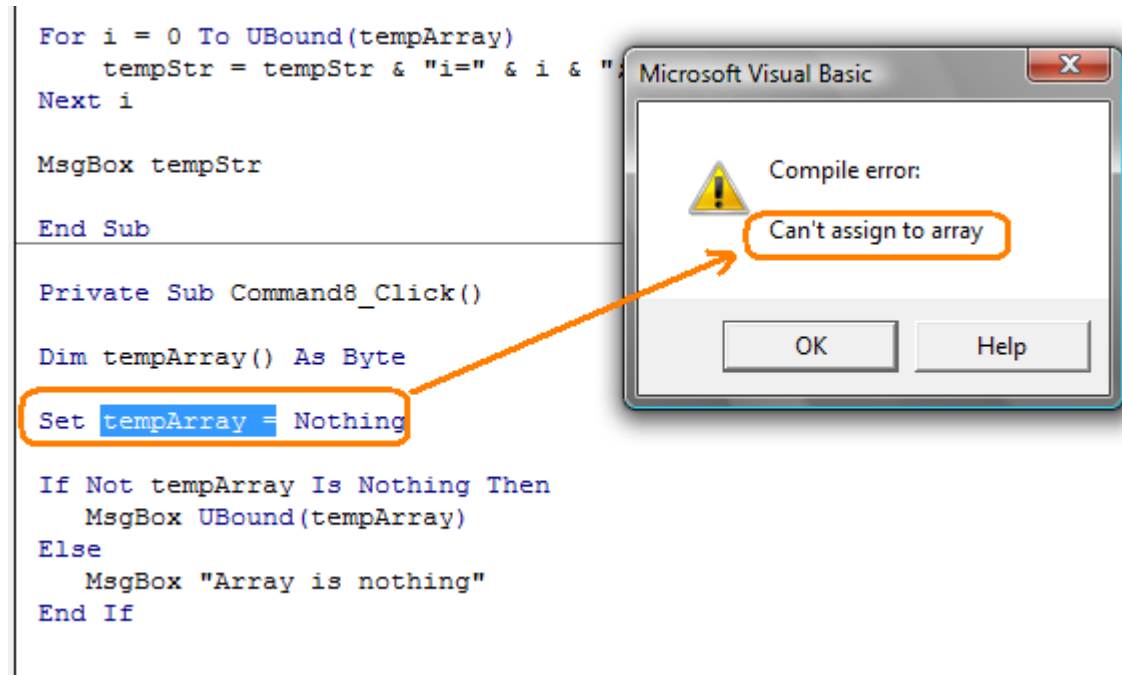 For i = 0 To UBound(tempArray)
    tempStr = tempStr & "i=" & i & "
Next i
MsgBox tempStr
End Sub
Private Sub Command8_Click()
Dim tempArray() As Byte
Set tempArray = Nothing
If Not tempArray Is Nothing Then
   MsgBox UBound(tempArray)
Else
   MsgBox "Array is nothing"
End If
Microsoft Visual Basic
Compile error:
Can't assign to array
OK
Help